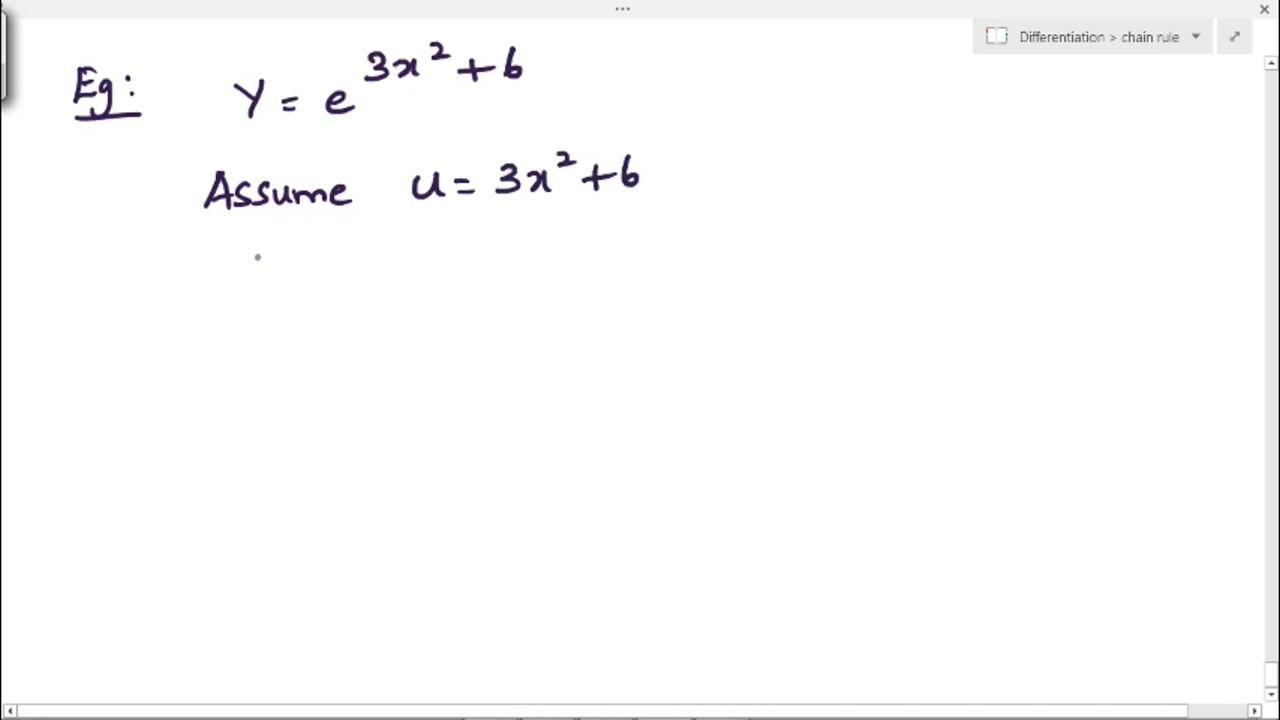 ...
Differentiation > chain rule
Eg: Y = e^{3x^2+6}
Assume u = 3x^2+6